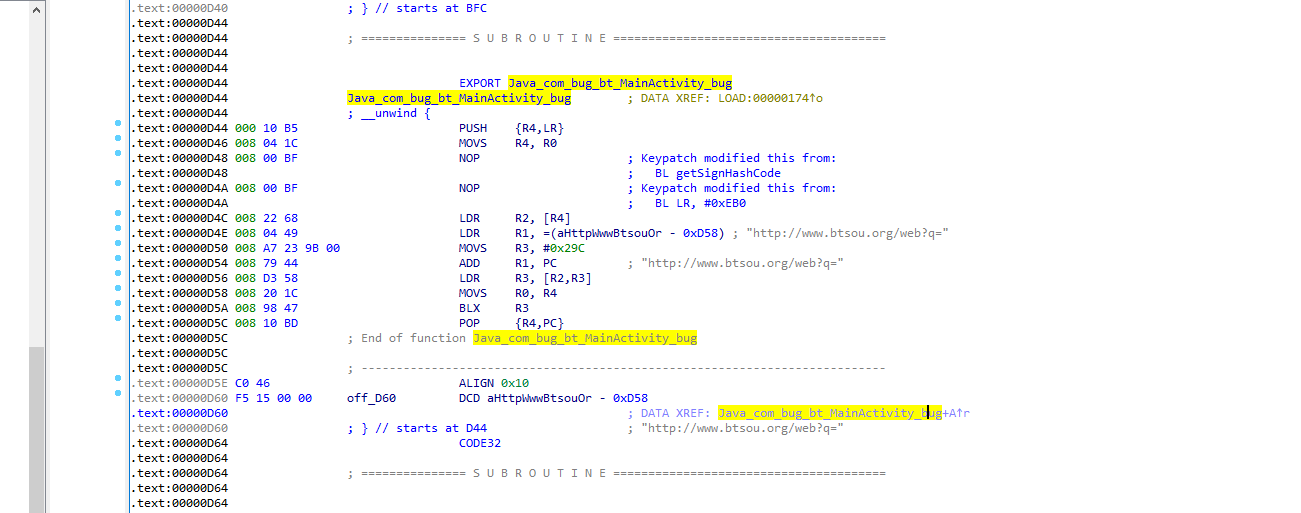 .text:00000D40 ; } // starts at BFC
.text:00000D44
.text:00000D44 ; =============== S U B R O U T I N E =======================================
.text:00000D44
.text:00000D44
.text:00000D44 EXPORT Java_com_bug_bt_MainActivity_bug
.text:00000D44 Java_com_bug_bt_MainActivity_bug ; DATA XREF: LOAD:00000174↑o
.text:00000D44 ; __unwind {
.text:00000D44 000 10 B5 PUSH {R4,LR}
.text:00000D46 008 04 1C MOVS R4, R0
.text:00000D48 008 00 BF NOP ; Keypatch modified this from:
.text:00000D48 ; BL getSignHashCode
.text:00000D4A 008 00 BF NOP ; Keypatch modified this from:
.text:00000D4A ; BL LR, #0xEB0
.text:00000D4C 008 22 68 LDR R2, [R4]
.text:00000D4E 008 04 49 LDR R1, =(aHttpWwwBtsouOr - 0xD58) ; "http://www.btsou.org/web?q="
.text:00000D50 008 A7 23 9B 00 MOVS R3, #0x29C
.text:00000D54 008 79 44 ADD R1, PC ; "http://www.btsou.org/web?q="
.text:00000D56 008 D3 58 LDR R3, [R2,R3]
.text:00000D58 008 20 1C MOVS R0, R4
.text:00000D5A 008 98 47 BLX R3
.text:00000D5C 008 10 BD POP {R4,PC}
.text:00000D5C ; End of function Java_com_bug_bt_MainActivity_bug
.text:00000D5C
.text:00000D5C ; ---------------------------------------------------------------------------
.text:00000D5E C0 46 ALIGN 0x10
.text:00000D60 F5 15 00 00 off_D60 DCD aHttpWwwBtsouOr - 0xD58
.text:00000D60 ; DATA XREF: Java_com_bug_bt_MainActivity_bug+A↑r
.text:00000D60 ; } // starts at D44 ; "http://www.btsou.org/web?q="
.text:00000D64 CODE32
.text:00000D64
.text:00000D64 ; =============== S U B R O U T I N E =======================================
.text:00000D64
.text:00000D64